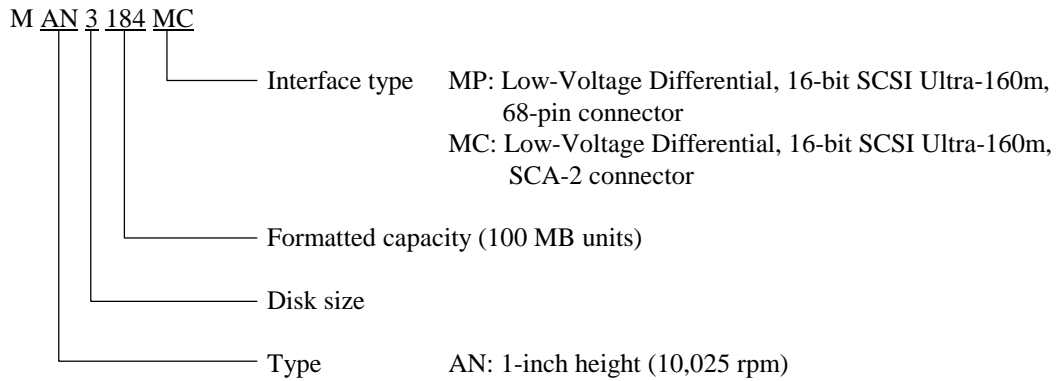 M AN 3 184 MC
Interface type MP: Low-Voltage Differential, 16-bit SCSI Ultra-160m,
68-pin connector
MC: Low-Voltage Differential, 16-bit SCSI Ultra-160m,
SCA-2 connector
Formatted capacity (100 MB units)
Disk size
Type AN: 1-inch height (10,025 rpm)